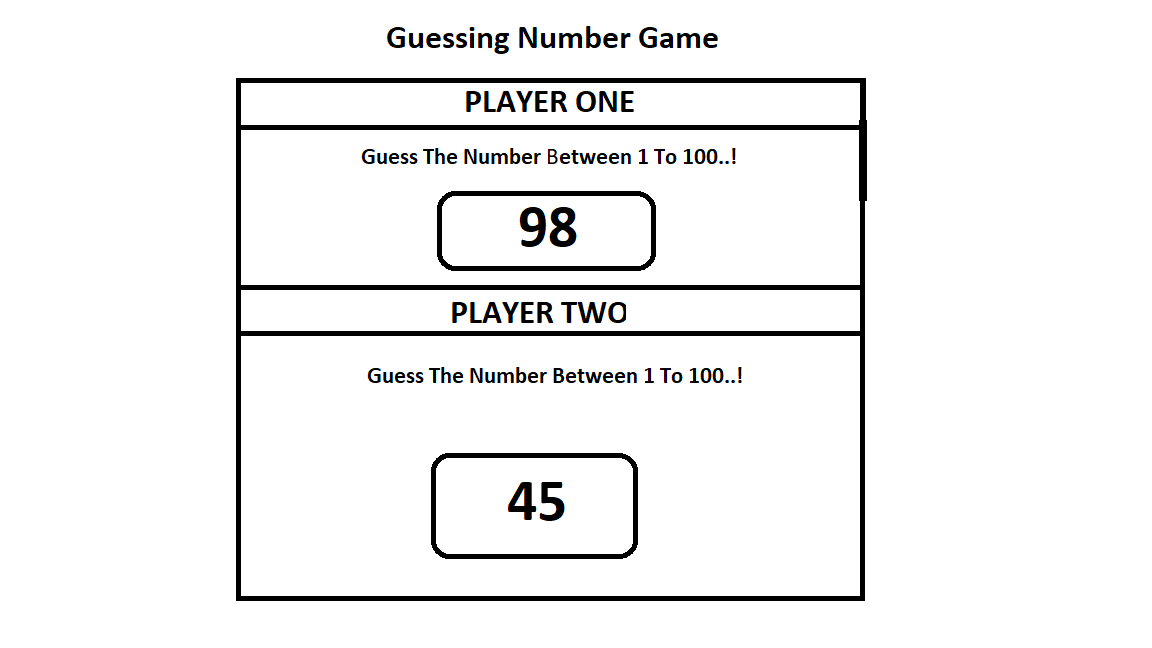 Guessing Number Game
PLAYER ONE
Guess The Number Between 1 To 100..!
98
PLAYER TWO
Guess The Number Between 1 To 100..!
45